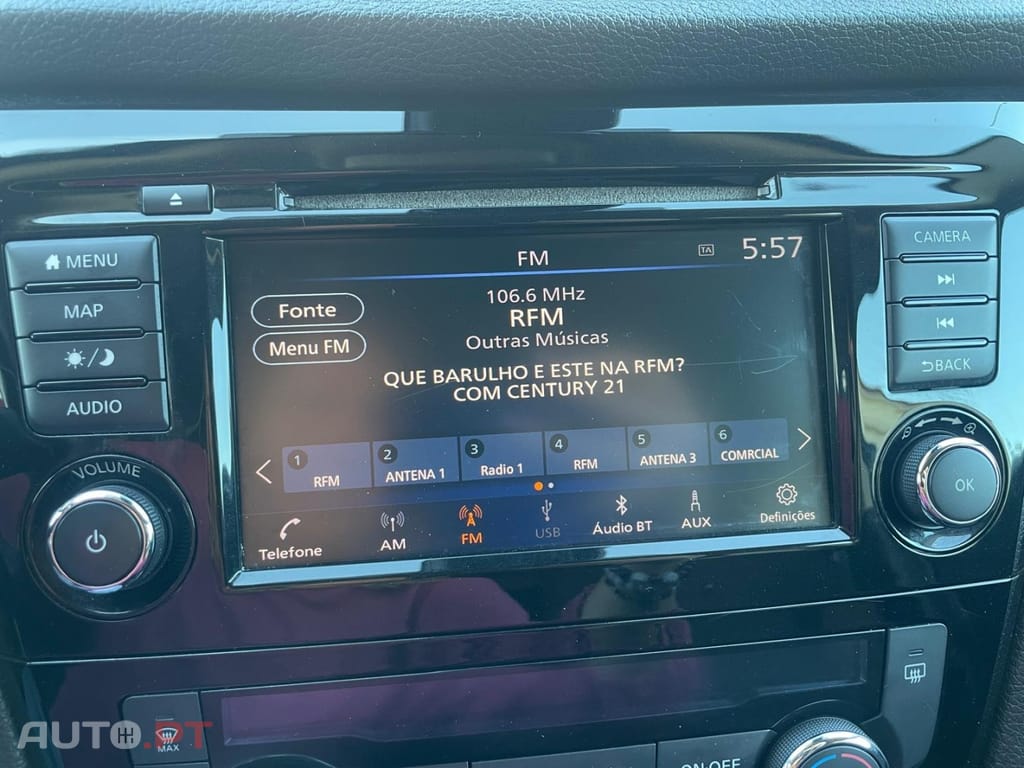 MENU
MAP
/
AUDIO
VOLUME
FM
TA
5:57
Fonte
106.6 MHz
RFM
Menu FM
Outras Músicas
QUE BARULHO E ESTE NA RFM?
COM CENTURY 21
1 RFM
2 ANTENA 1
3 Radio 1
4 RFM
5 ANTENA 3
6 COMRCIAL
Telefone
AM
FM
USB
Áudio BT
AUX
Definições
CAMERA
BACK
OK
MAX
ON·OFF
AUTO.PT